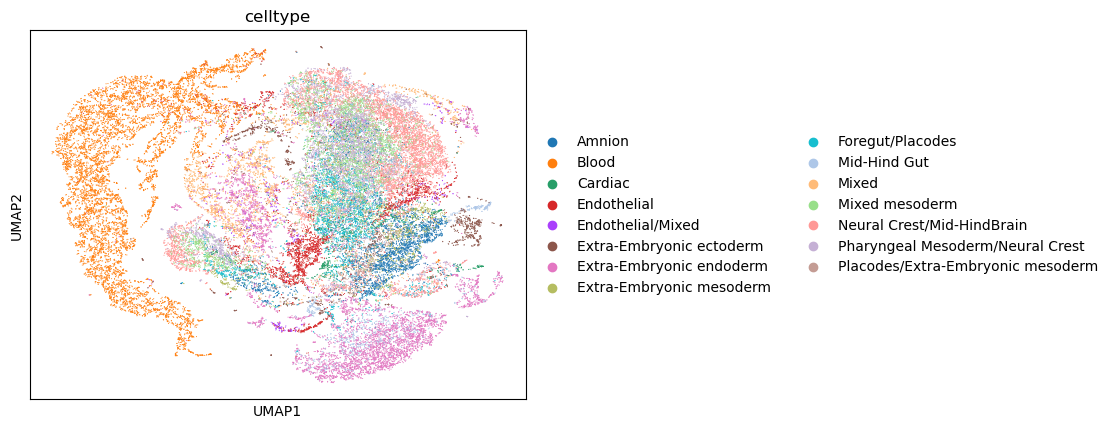 celltype
UMAP2
UMAP1
Amnion
Blood
Cardiac
Endothelial
Endothelial/Mixed
Extra-Embryonic ectoderm
Extra-Embryonic endoderm
Extra-Embryonic mesoderm
Foregut/Placodes
Mid-Hind Gut
Mixed
Mixed mesoderm
Neural Crest/Mid-HindBrain
Pharyngeal Mesoderm/Neural Crest
Placodes/Extra-Embryonic mesoderm